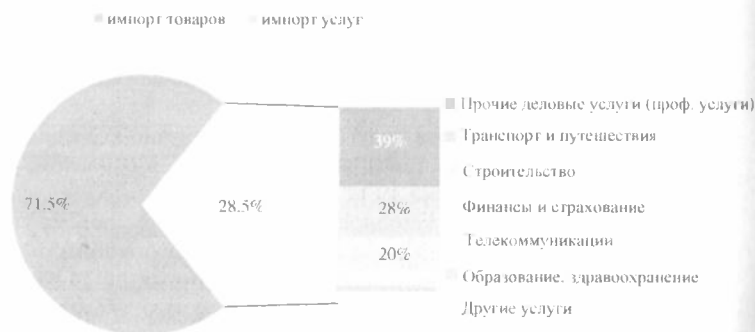 импорт товаров импорт услуг
Прочие деловые услуги (проф. услуги)
39%
Транспорт и путешествия
Строительство
71.5% 28.5% 28% Финансы и страхование
Телекоммуникации
20%
Образование, здравоохранение
Другие услуги